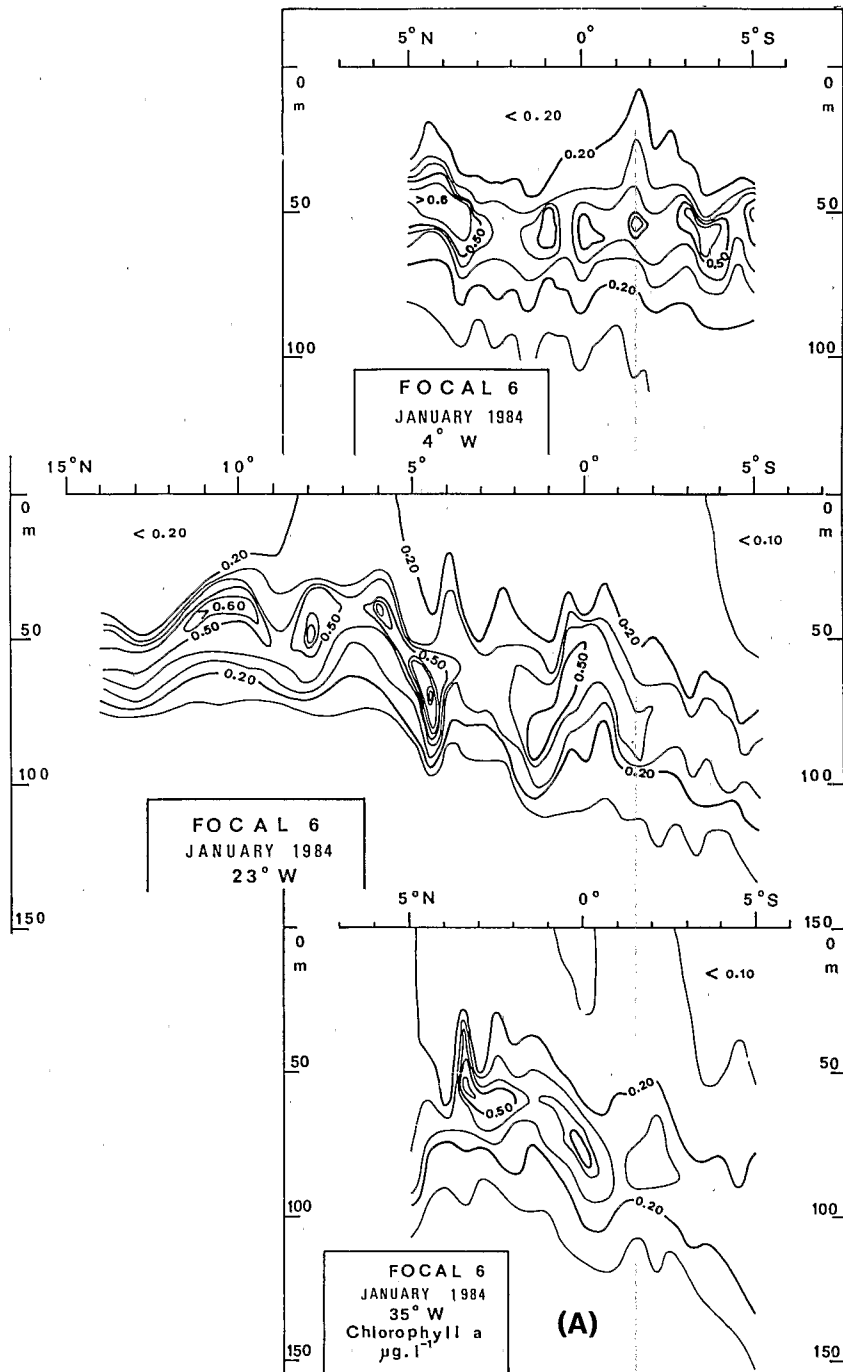 5° N 0° 5° S
0 0
m m
< 0.20
0.20
50 > 0.6 50
0.50
0.50
0.20
100 100
FOCAL 6
JANUARY 1984
4° W
15° N 10° 5° 0° 5° S
0 0
m m
< 0.20 < 0.10
0.20 0.20
0.60
0.50 0.50 0.20
50 50
0.50
0.20 0.50
0.20
100 100
FOCAL 6
JANUARY 1984
23° W
5° N 0° 5° S
150 150
0 0
m m
< 0.10
50 50
0.20
0.50
0.20
100 100
FOCAL 6
JANUARY 1984
35° W
Chlorophyll a
µg.l⁻¹
(A)
150 150